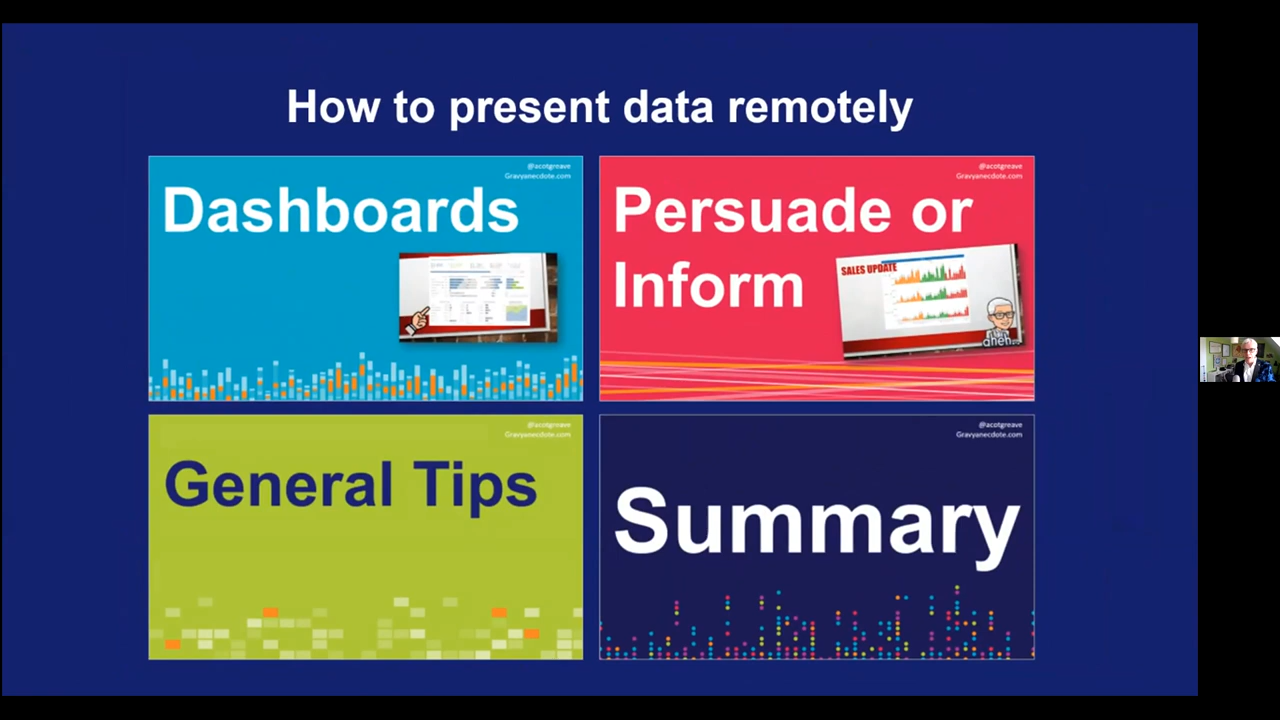 How to present data remotely
@acotgreave
Gravyanecdote.com
Dashboards
@acotgreave
Gravyanecdote.com
Persuade or
Inform
SALES UPDATE
ahem..
@acotgreave
Gravyanecdote.com
General Tips
@acotgreave
Gravyanecdote.com
Summary